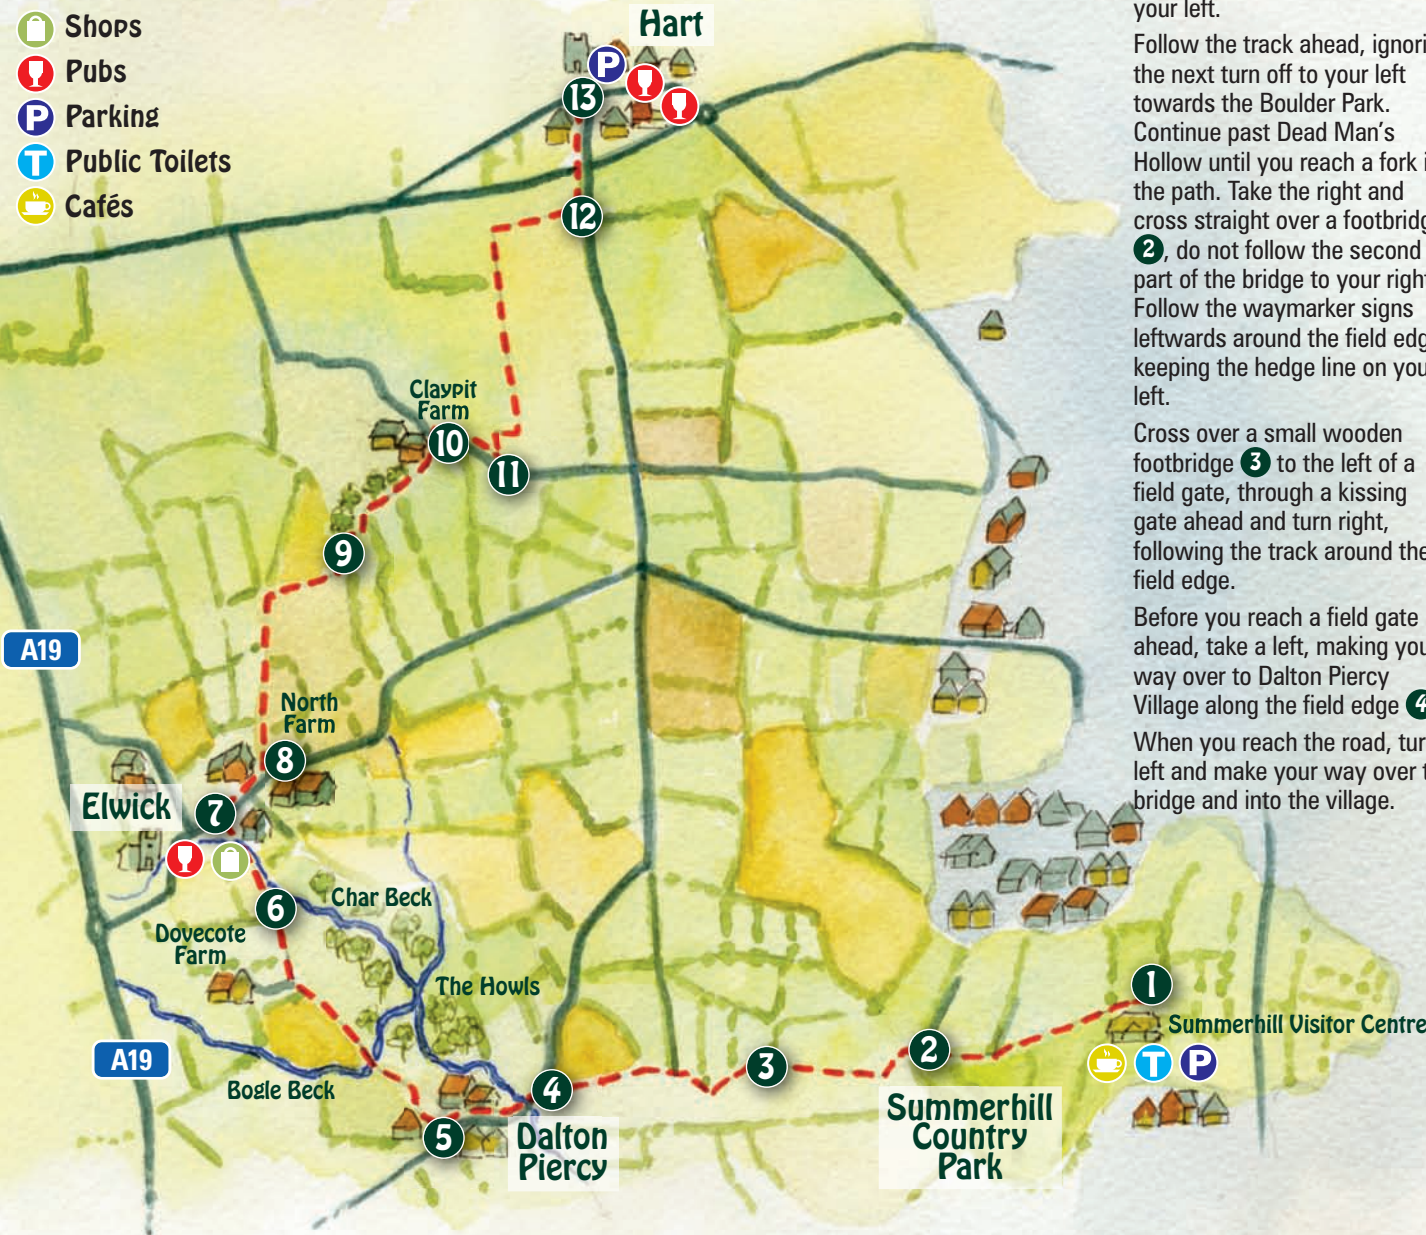 Shops
Pubs
P Parking
T Public Toilets
Cafés
Hart
P
13
12
Claypit
Farm
10
11
9
A19
North
Farm
8
Elwick
7
6
Char Beck
Dovecote
Farm
The Howls
A19
Bogle Beck
5
4
Dalton
Piercy
3
2
Summerhill
Country
Park
1
Summerhill Visitor Centre
T P
your left.
Follow the track ahead, ignori
the next turn off to your left
towards the Boulder Park.
Continue past Dead Man's
Hollow until you reach a fork i
the path. Take the right and
cross straight over a footbridg
2, do not follow the second
part of the bridge to your right
Follow the waymarker signs
leftwards around the field edg
keeping the hedge line on you
left.
Cross over a small wooden
footbridge 3 to the left of a
field gate, through a kissing
gate ahead and turn right,
following the track around the
field edge.
Before you reach a field gate
ahead, take a left, making you
way over to Dalton Piercy
Village along the field edge 4
When you reach the road, tur
left and make your way over t
bridge and into the village.